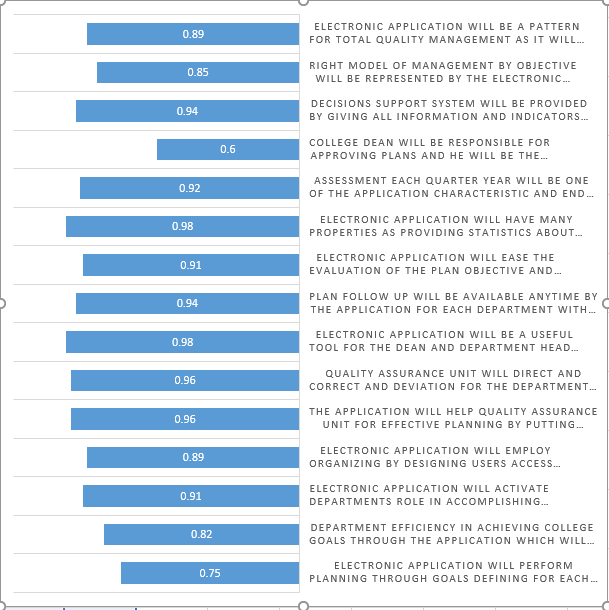 0.89 ELECTRONIC APPLICATION WILL BE A PATTERN
FOR TOTAL QUALITY MANAGEMENT AS IT WILL...
0.85 RIGHT MODEL OF MANAGEMENT BY OBJECTIVE
WILL BE REPRESENTED BY THE ELECTRONIC...
0.94 DECISIONS SUPPORT SYSTEM WILL BE PROVIDED
BY GIVING ALL INFORMATION AND INDICATORS...
0.6 COLLEGE DEAN WILL BE RESPONSIBLE FOR
APPROVING PLANS AND HE WILL BE THE...
0.92 ASSESSMENT EACH QUARTER YEAR WILL BE ONE
OF THE APPLICATION CHARACTERISTIC AND END...
0.98 ELECTRONIC APPLICATION WILL HAVE MANY
PROPERTIES AS PROVIDING STATISTICS ABOUT...
0.91 ELECTRONIC APPLICATION WILL EASE THE
EVALUATION OF THE PLAN OBJECTIVE AND...
0.94 PLAN FOLLOW UP WILL BE AVAILABLE ANYTIME BY
THE APPLICATION FOR EACH DEPARTMENT WITH...
0.98 ELECTRONIC APPLICATION WILL BE A USEFUL
TOOL FOR THE DEAN AND DEPARTMENT HEAD...
0.96 QUALITY ASSURANCE UNIT WILL DIRECT AND
CORRECT AND DEVIATION FOR THE DEPARTMENT...
0.96 THE APPLICATION WILL HELP QUALITY ASSURANCE
UNIT FOR EFFECTIVE PLANNING BY PUTTING...
0.89 ELECTRONIC APPLICATION WILL EMPLOY
ORGANIZING BY DESIGNING USERS ACCESS...
0.91 ELECTRONIC APPLICATION WILL ACTIVATE
DEPARTMENTS ROLE IN ACCOMPLISHING...
0.82 DEPARTMENT EFFICIENCY IN ACHIEVING COLLEGE
GOALS THROUGH THE APPLICATION WHICH WILL...
0.75 ELECTRONIC APPLICATION WILL PERFORM
PLANNING THROUGH GOALS DEFINING FOR EACH...